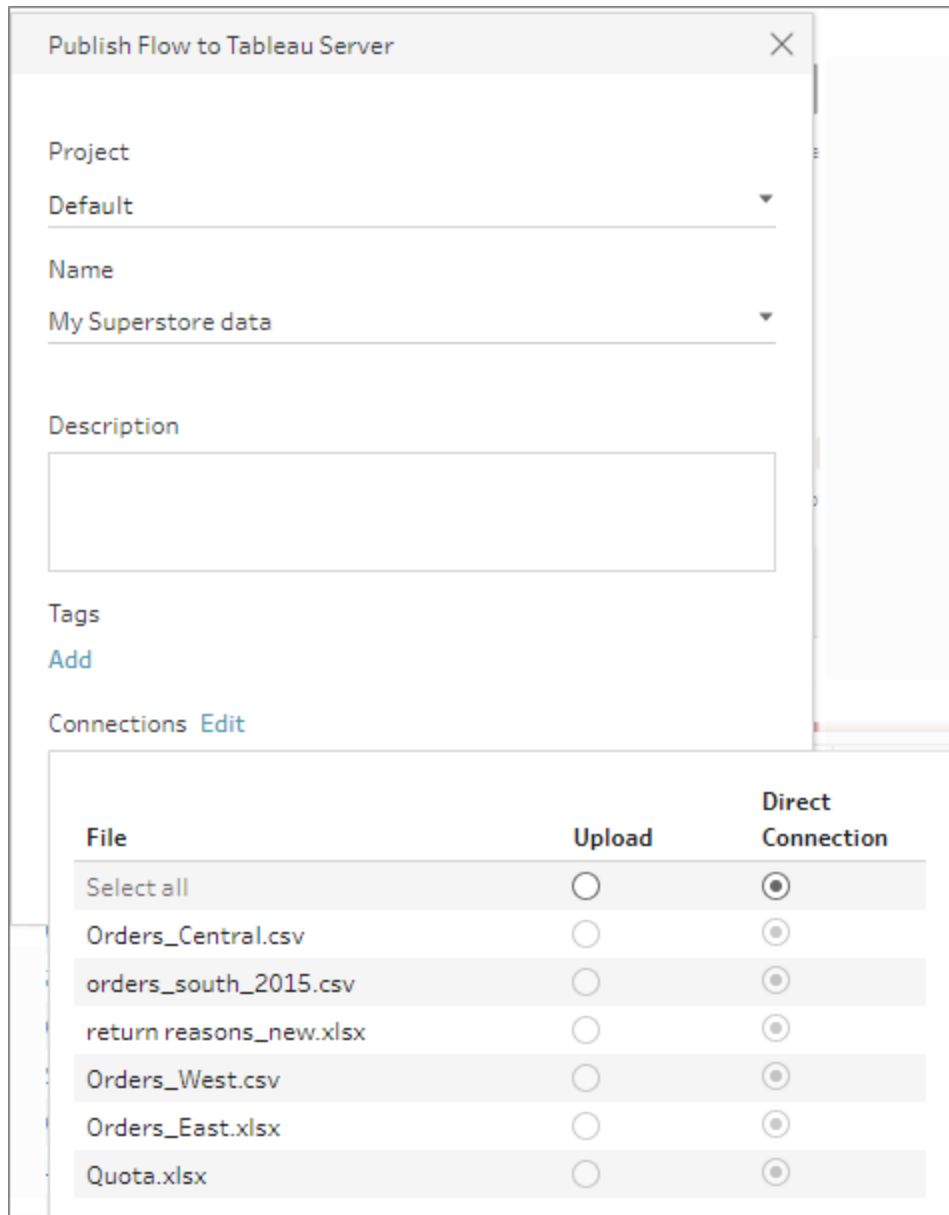 Publish Flow to Tableau Server
Project
Default
Name
My Superstore data
Description
Tags
Add
Connections Edit
Direct
File Upload Connection
Select all
Orders_Central.csv
orders_south_2015.csv
return reasons_new.xlsx
Orders_West.csv
Orders_East.xlsx
Quota.xlsx